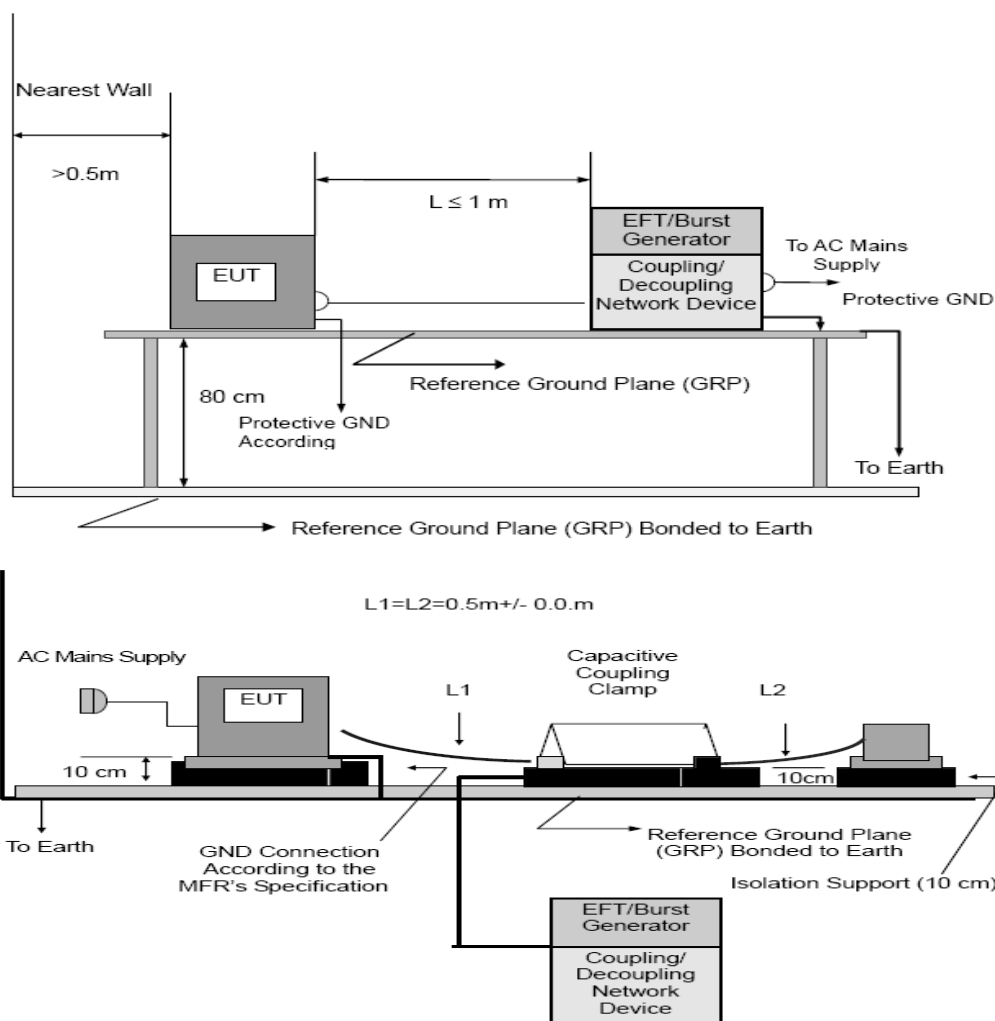 Nearest Wall
>0.5m
L ≤ 1 m
EUT
EFT/Burst
Generator
Coupling/
Decoupling
Network Device
To AC Mains
Supply
Protective GND
Reference Ground Plane (GRP)
80 cm
Protective GND
According
To Earth
Reference Ground Plane (GRP) Bonded to Earth
L1=L2=0.5m+/- 0.0.m
AC Mains Supply
EUT
L1
Capacitive
Coupling
Clamp
L2
10 cm
10cm
To Earth
GND Connection
According to the
MFR's Specification
Reference Ground Plane
(GRP) Bonded to Earth
Isolation Support (10 cm)
EFT/Burst
Generator
Coupling/
Decoupling
Network
Device